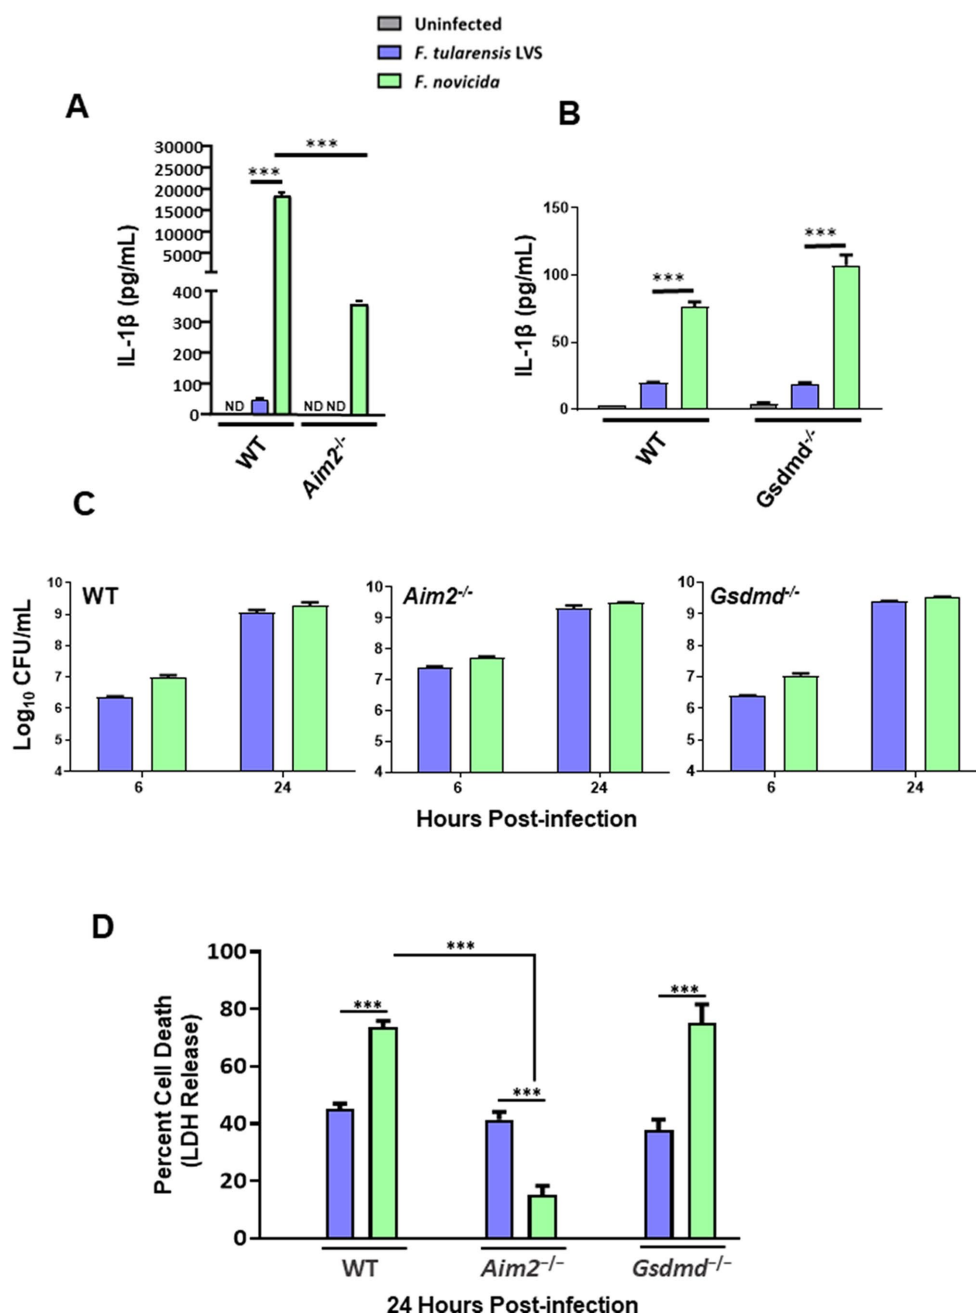 Uninfected
F. tularensis LVS
F. novicida
A
***
***
30000
25000
20000
15000
10000
5000
400
300
200
100
0
IL-1β (pg/mL)
ND
ND ND
WT
Aim2-/-
B
***
***
150
100
50
0
IL-1β (pg/mL)
WT
Gsdmd-/-
C
WT
10
9
8
7
6
5
4
Log10 CFU/mL
6 24
Aim2-/-
10
9
8
7
6
5
4
6 24
Gsdmd-/-
10
9
8
7
6
5
4
6 24
Hours Post-infection
D
***
***
***
***
100
80
60
40
20
0
Percent Cell Death
(LDH Release)
WT Aim2−/− Gsdmd−/−
24 Hours Post-infection